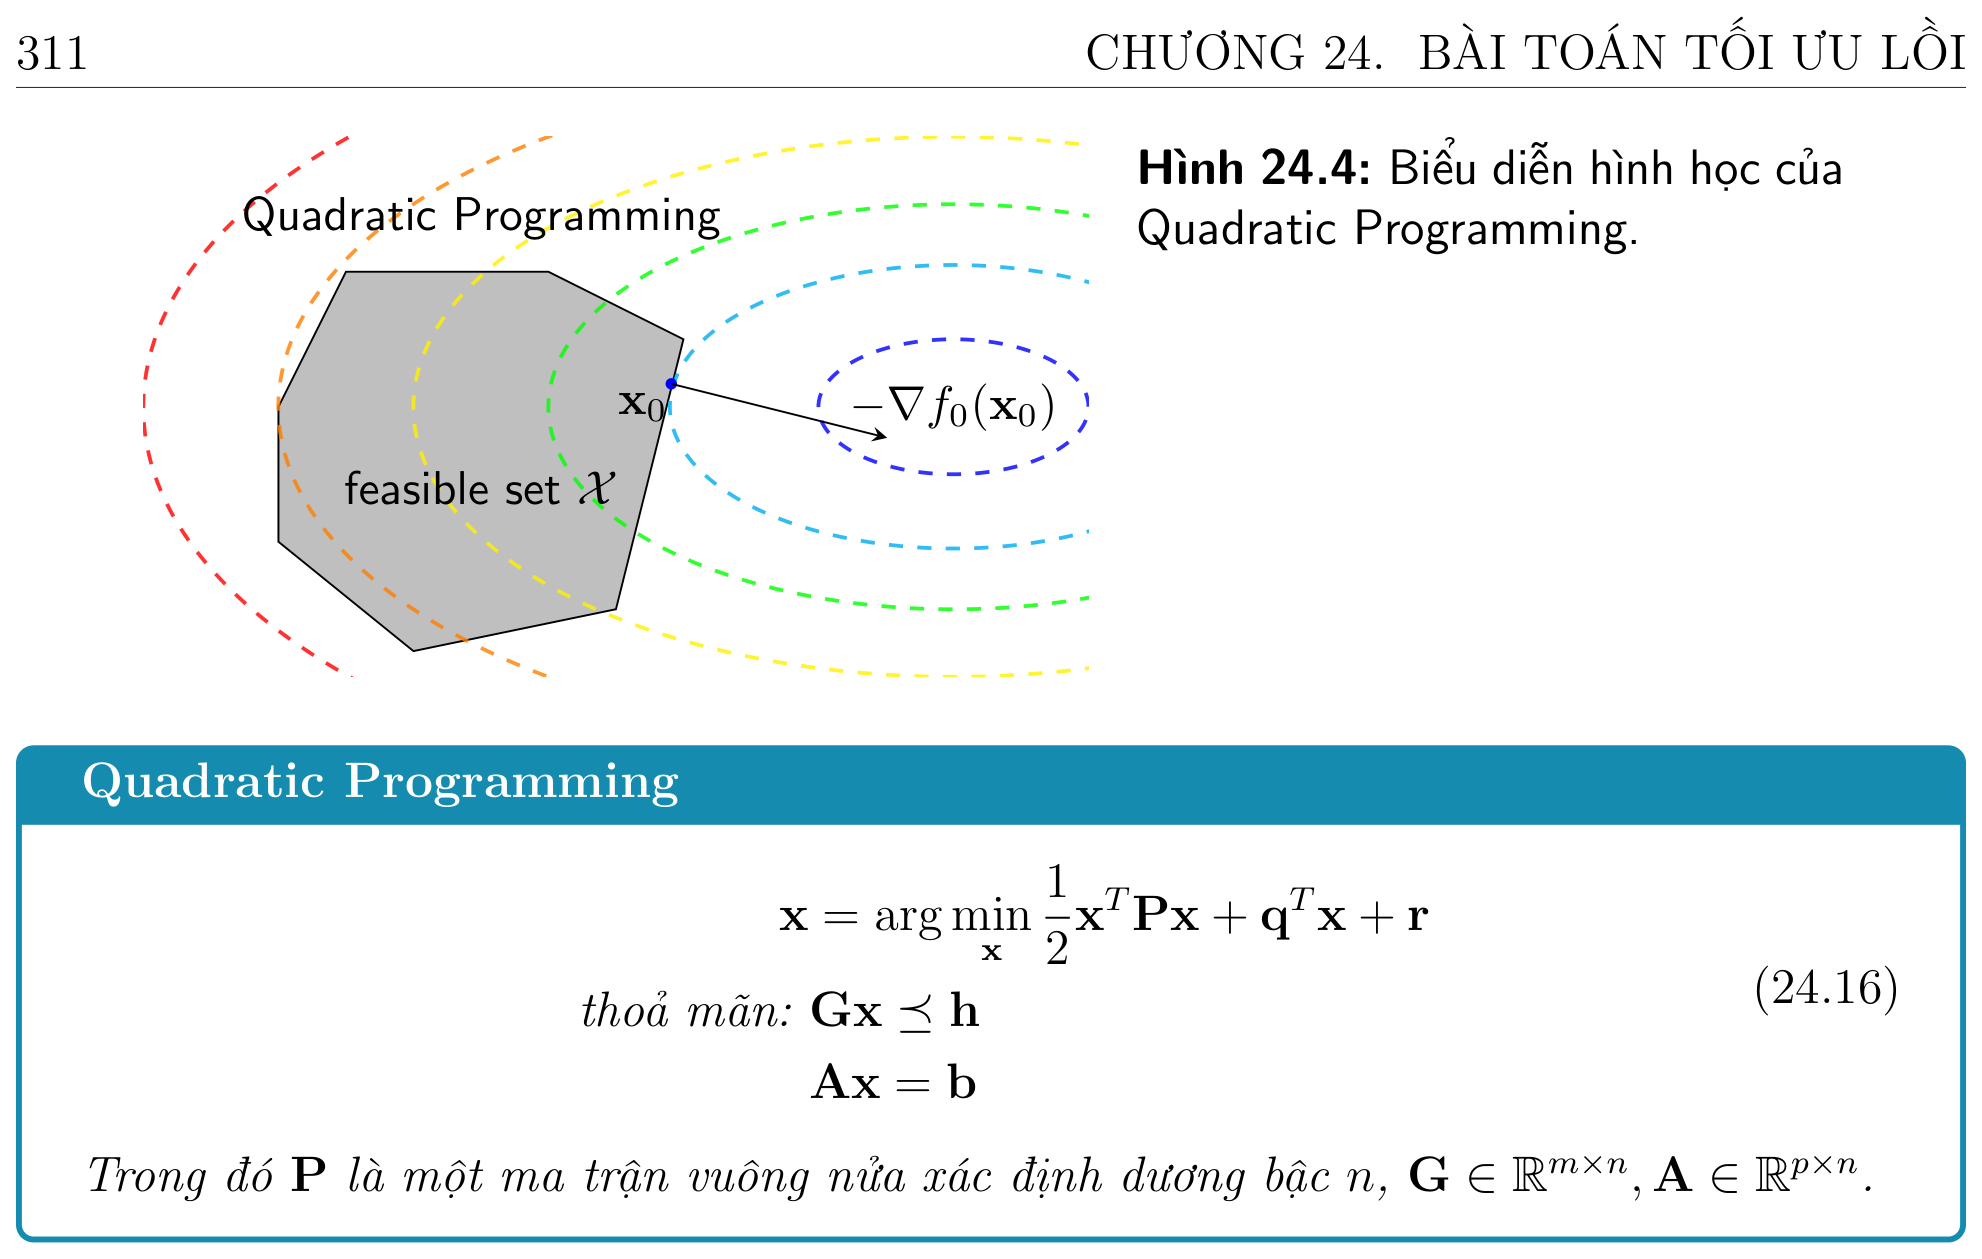 311 CHƯƠNG 24. BÀI TOÁN TỐI ƯU LỒI
Quadratic Programming
x₀
−∇f₀(x₀)
feasible set 𝒳
Hình 24.4: Biểu diễn hình học của
Quadratic Programming.
Quadratic Programming
x = arg min_x 1/2 xᵀPx + qᵀx + r
thoả mãn: Gx ⪯ h
(24.16)
Ax = b
Trong đó P là một ma trận vuông nửa xác định dương bậc n, G ∈ ℝ^{m×n}, A ∈ ℝ^{p×n}.